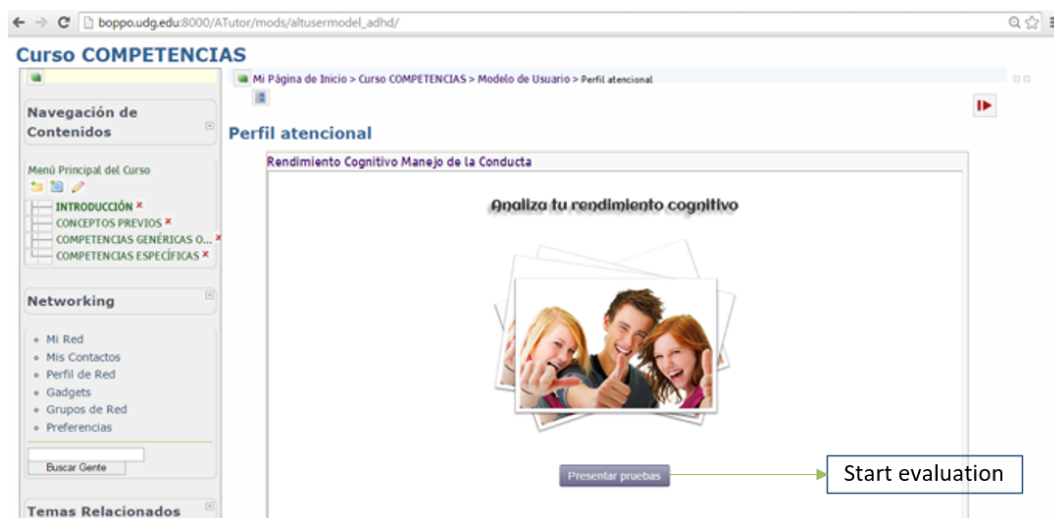 boppo.udg.edu:8000/ATutor/mods/altusermodel_adhd/
Curso COMPETENCIAS
Mi Página de Inicio > Curso COMPETENCIAS > Modelo de Usuario > Perfil atencional
Navegación de
Contenidos
Perfil atencional
Rendimiento Cognitivo Manejo de la Conducta
Menú Principal del Curso
INTRODUCCIÓN
CONCEPTOS PREVIOS
COMPETENCIAS GENÉRICAS O...
COMPETENCIAS ESPECÍFICAS
Analiza tu rendimiento cognitivo
Networking
Mi Red
Mis Contactos
Perfil de Red
Gadgets
Grupos de Red
Preferencias
Buscar Gente
Presentar pruebas
Start evaluation
Temas Relacionados